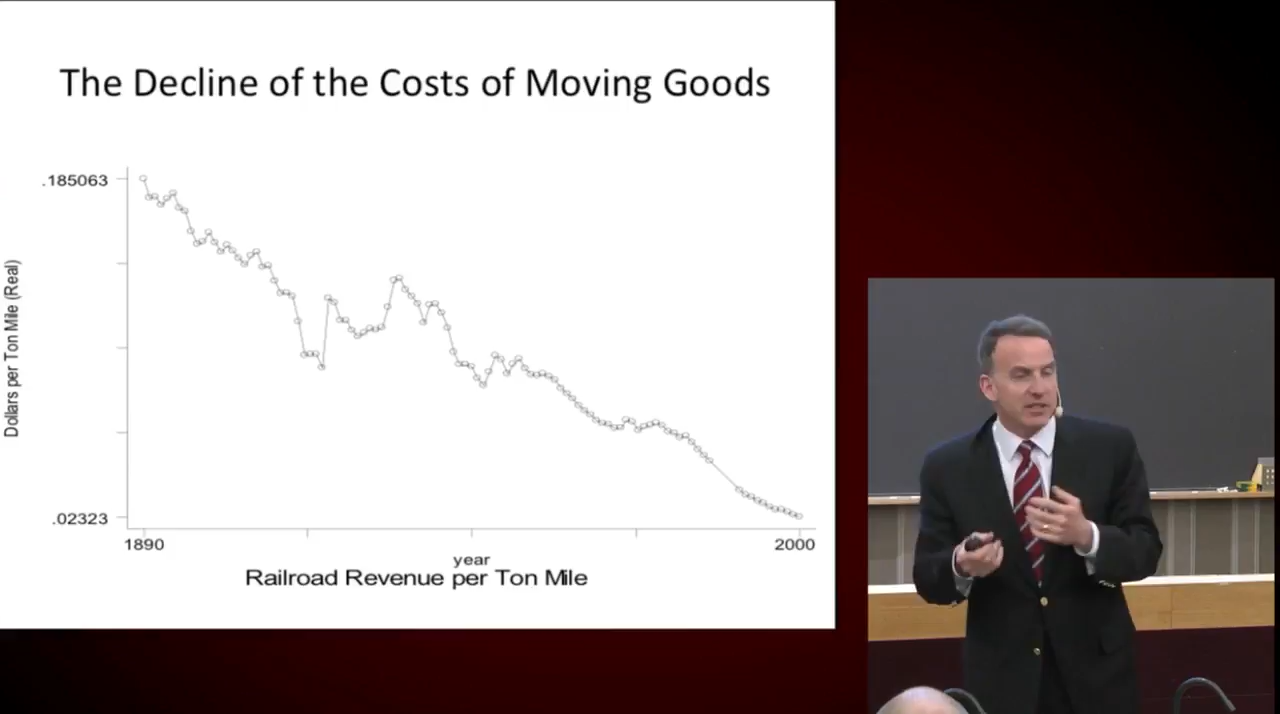 The Decline of the Costs of Moving Goods
.185063
Dollars per Ton Mile (Real)
.02323
1890
2000
year
Railroad Revenue per Ton Mile